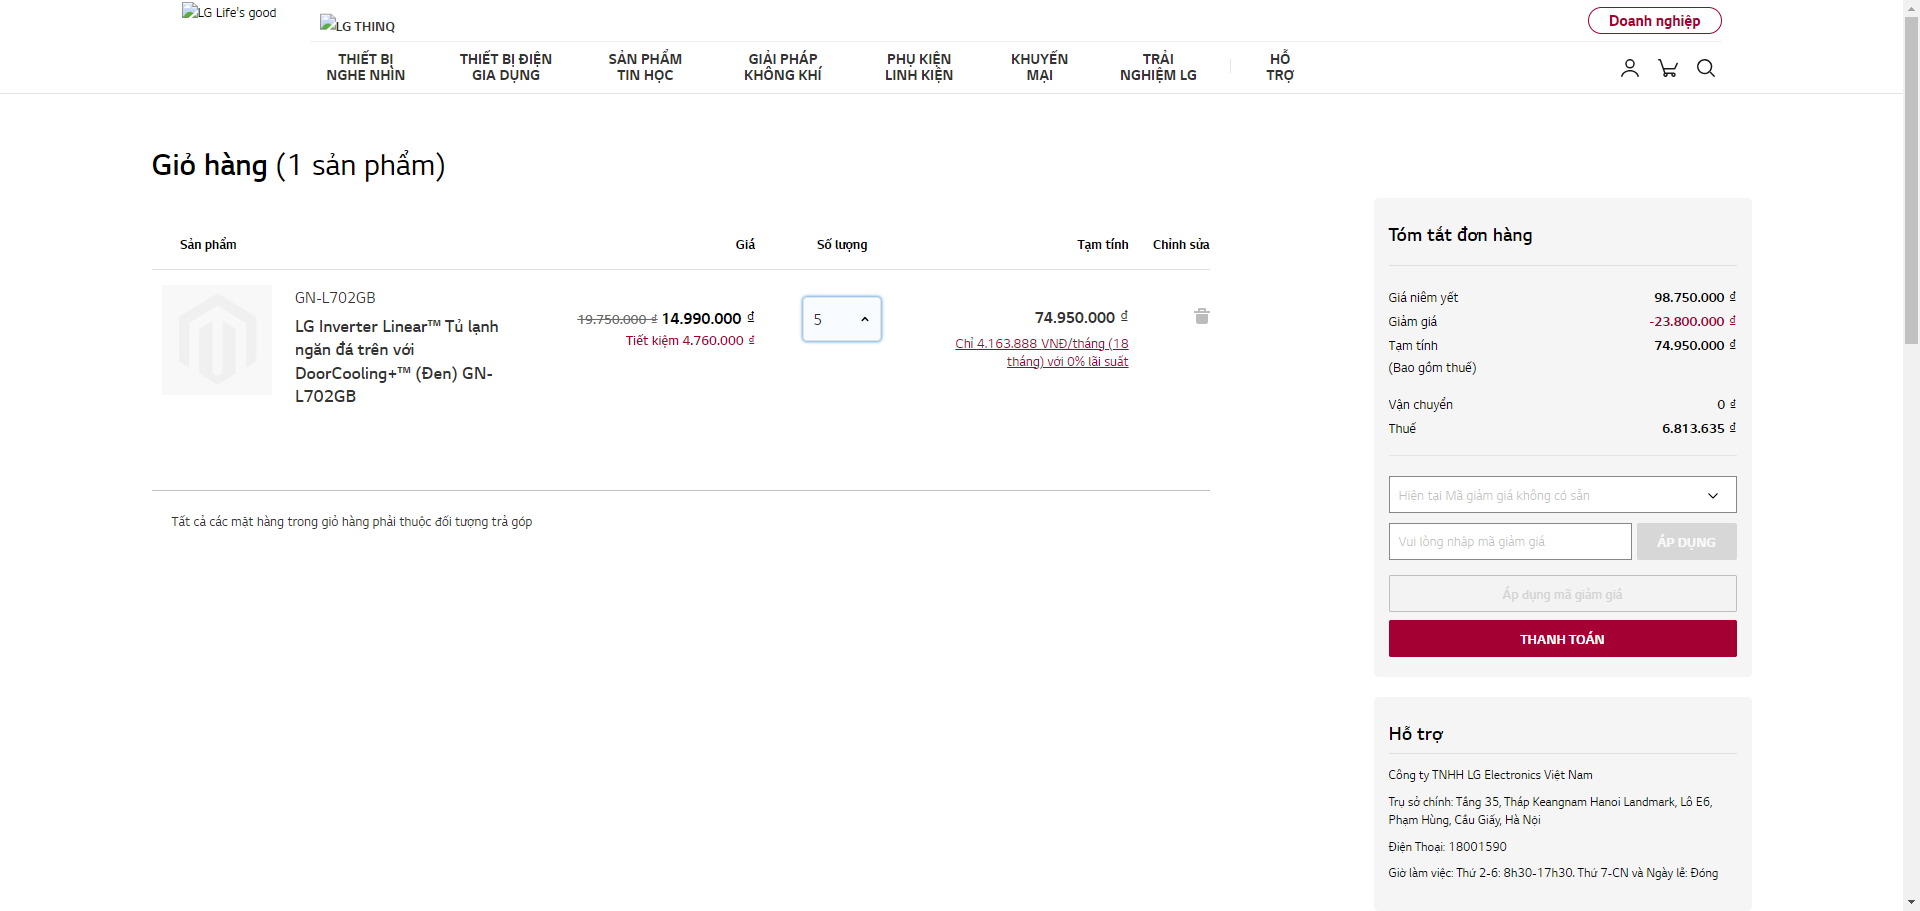 LG Life's good
LG THINQ
Doanh nghiệp
THIẾT BỊ
NGHE NHÌN
THIẾT BỊ ĐIỆN
GIA DỤNG
SẢN PHẨM
TIN HỌC
GIẢI PHÁP
KHÔNG KHÍ
PHỤ KIỆN
LINH KIỆN
KHUYẾN
MẠI
TRẢI
NGHIỆM LG
HỖ
TRỢ
Giỏ hàng (1 sản phẩm)
Sản phẩm Giá Số lượng Tạm tính Chỉnh sửa
GN-L702GB
LG Inverter Linear™ Tủ lạnh
ngăn đá trên với
DoorCooling+™ (Đen) GN-
L702GB
19.750.000 ₫ 14.990.000 ₫
Tiết kiệm 4.760.000 ₫
5
74.950.000 ₫
Chỉ 4.163.888 VNĐ/tháng (18
tháng) với 0% lãi suất
Tất cả các mặt hàng trong giỏ hàng phải thuộc đối tượng trả góp
Tóm tắt đơn hàng
Giá niêm yết 98.750.000 ₫
Giảm giá -23.800.000 ₫
Tạm tính 74.950.000 ₫
(Bao gồm thuế)
Vận chuyển 0 ₫
Thuế 6.813.635 ₫
Hiện tại Mã giảm giá không có sẵn
Vui lòng nhập mã giảm giá ÁP DỤNG
Áp dụng mã giảm giá
THANH TOÁN
Hỗ trợ
Công ty TNHH LG Electronics Việt Nam
Trụ sở chính: Tầng 35, Tháp Keangnam Hanoi Landmark, Lô E6,
Phạm Hùng, Cầu Giấy, Hà Nội
Điện Thoại: 18001590
Giờ làm việc: Thứ 2-6: 8h30-17h30. Thứ 7-CN và Ngày lễ: Đóng